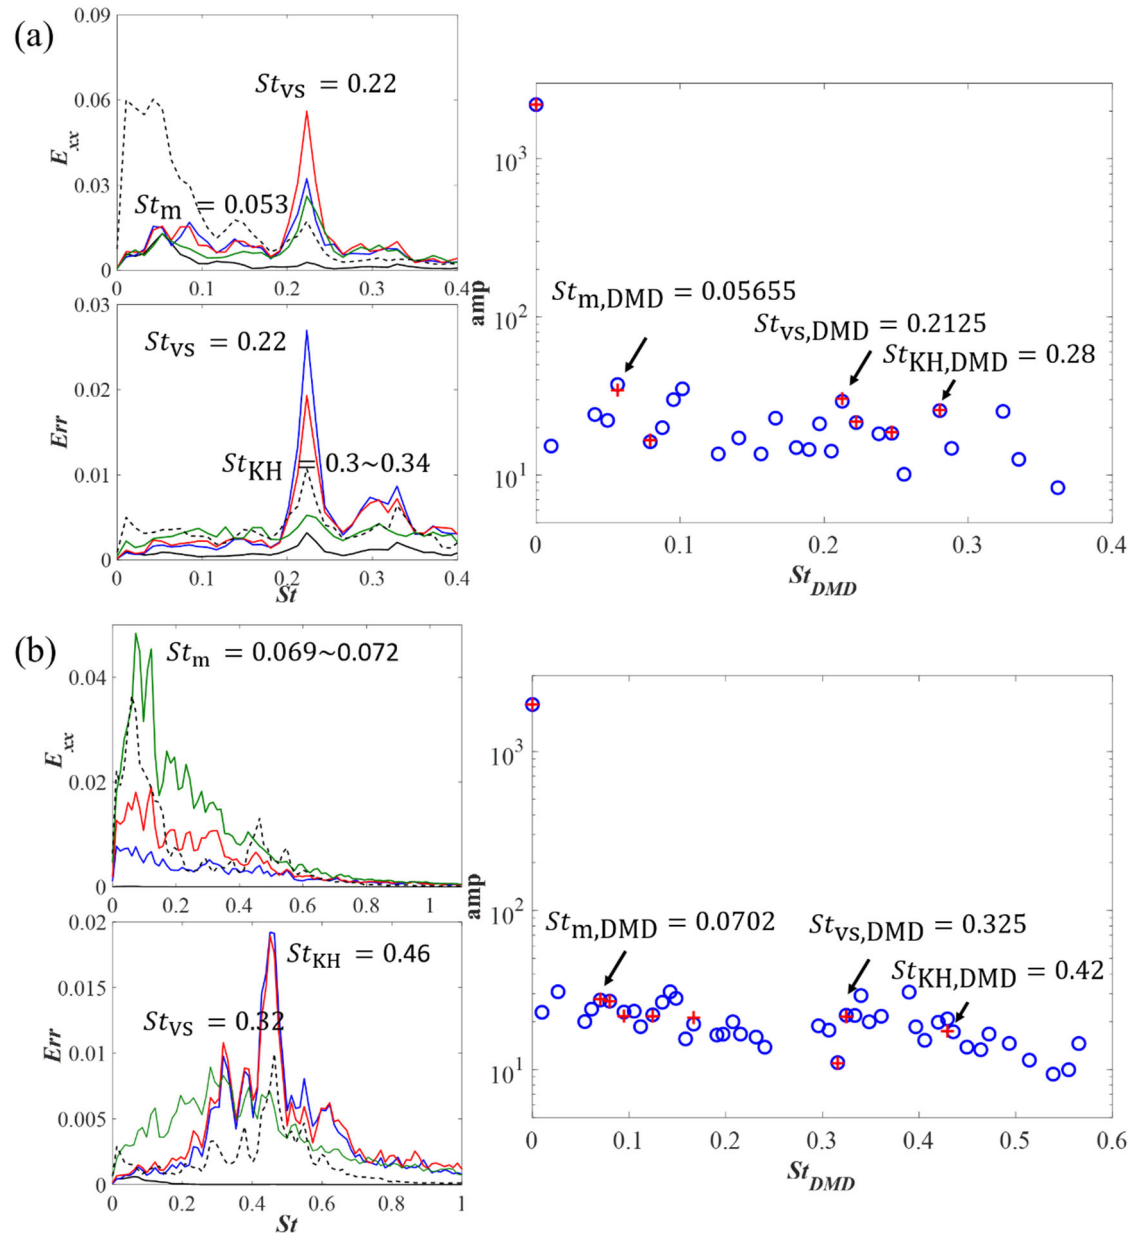 (a)
0.09
0.06
0.03
0
E_xx
St_vs = 0.22
St_m = 0.053
0 0.1 0.2 0.3 0.4
0.03
0.02
0.01
0
Err
St_vs = 0.22
St_KH = 0.3~0.34
0 0.1 0.2 0.3 0.4
St
amp
10^3
10^2
10^1
St_m,DMD = 0.05655
St_vs,DMD = 0.2125
St_KH,DMD = 0.28
0 0.1 0.2 0.3 0.4
St_DMD
(b)
0.04
0.02
0
E_xx
St_m = 0.069~0.072
0 0.2 0.4 0.6 0.8 1
0.02
0.015
0.01
0.005
0
Err
St_KH = 0.46
St_vs = 0.32
0 0.2 0.4 0.6 0.8 1
St
amp
10^3
10^2
10^1
St_m,DMD = 0.0702
St_vs,DMD = 0.325
St_KH,DMD = 0.42
0 0.1 0.2 0.3 0.4 0.5 0.6
St_DMD